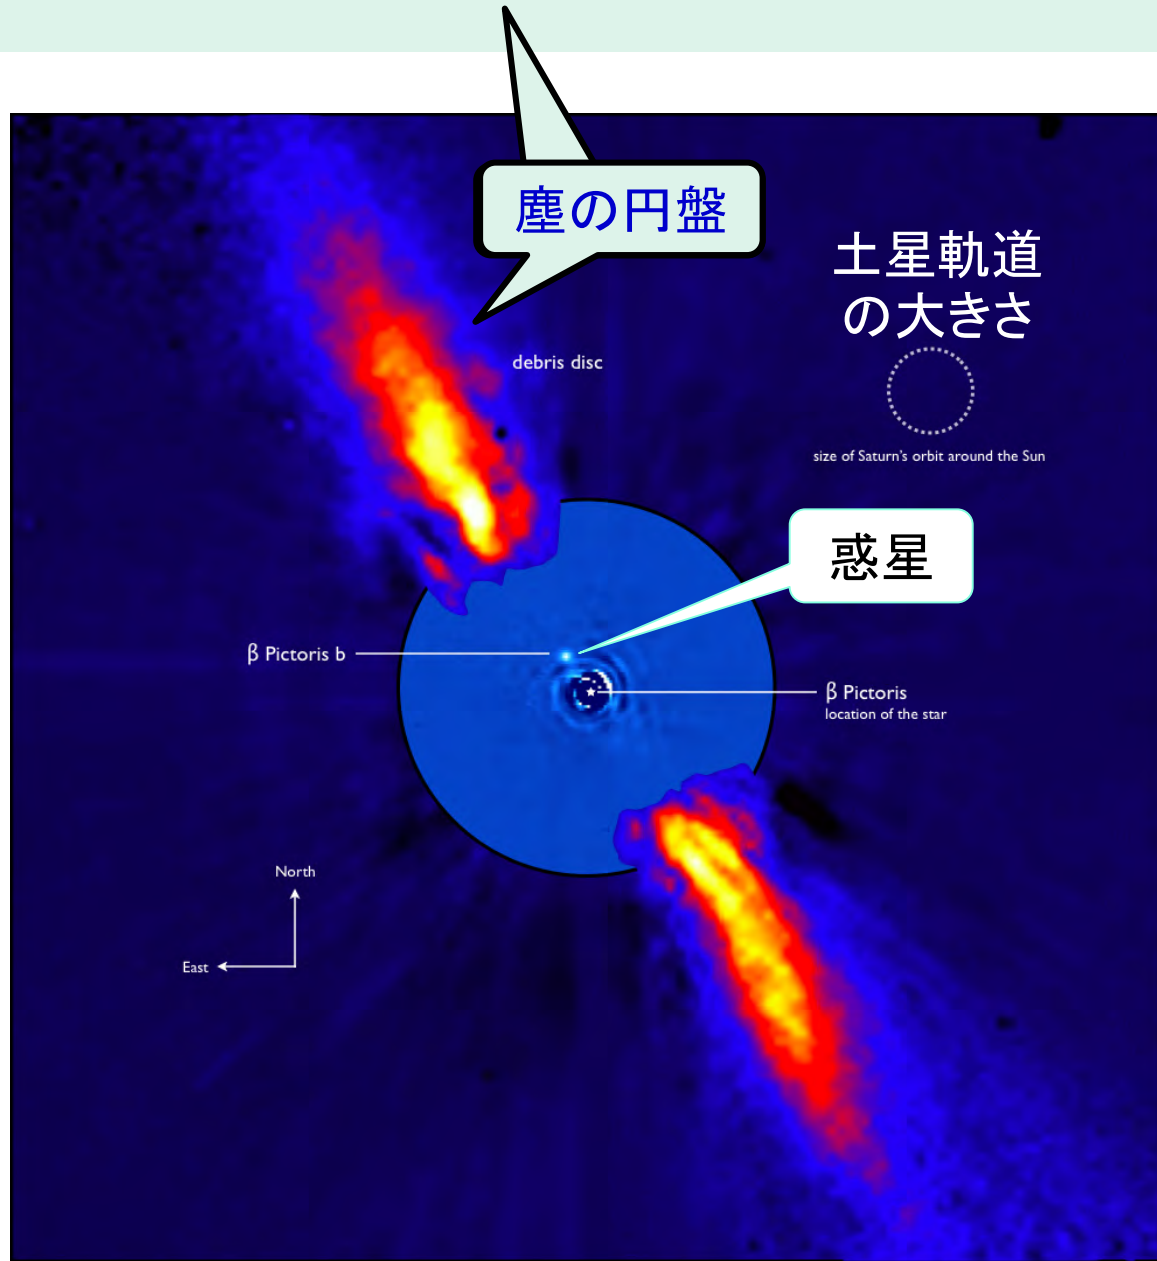 塵の円盤
土星軌道
の大きさ
debris disc
size of Saturn's orbit around the Sun
惑星
β Pictoris b
β Pictoris
location of the star
North
East